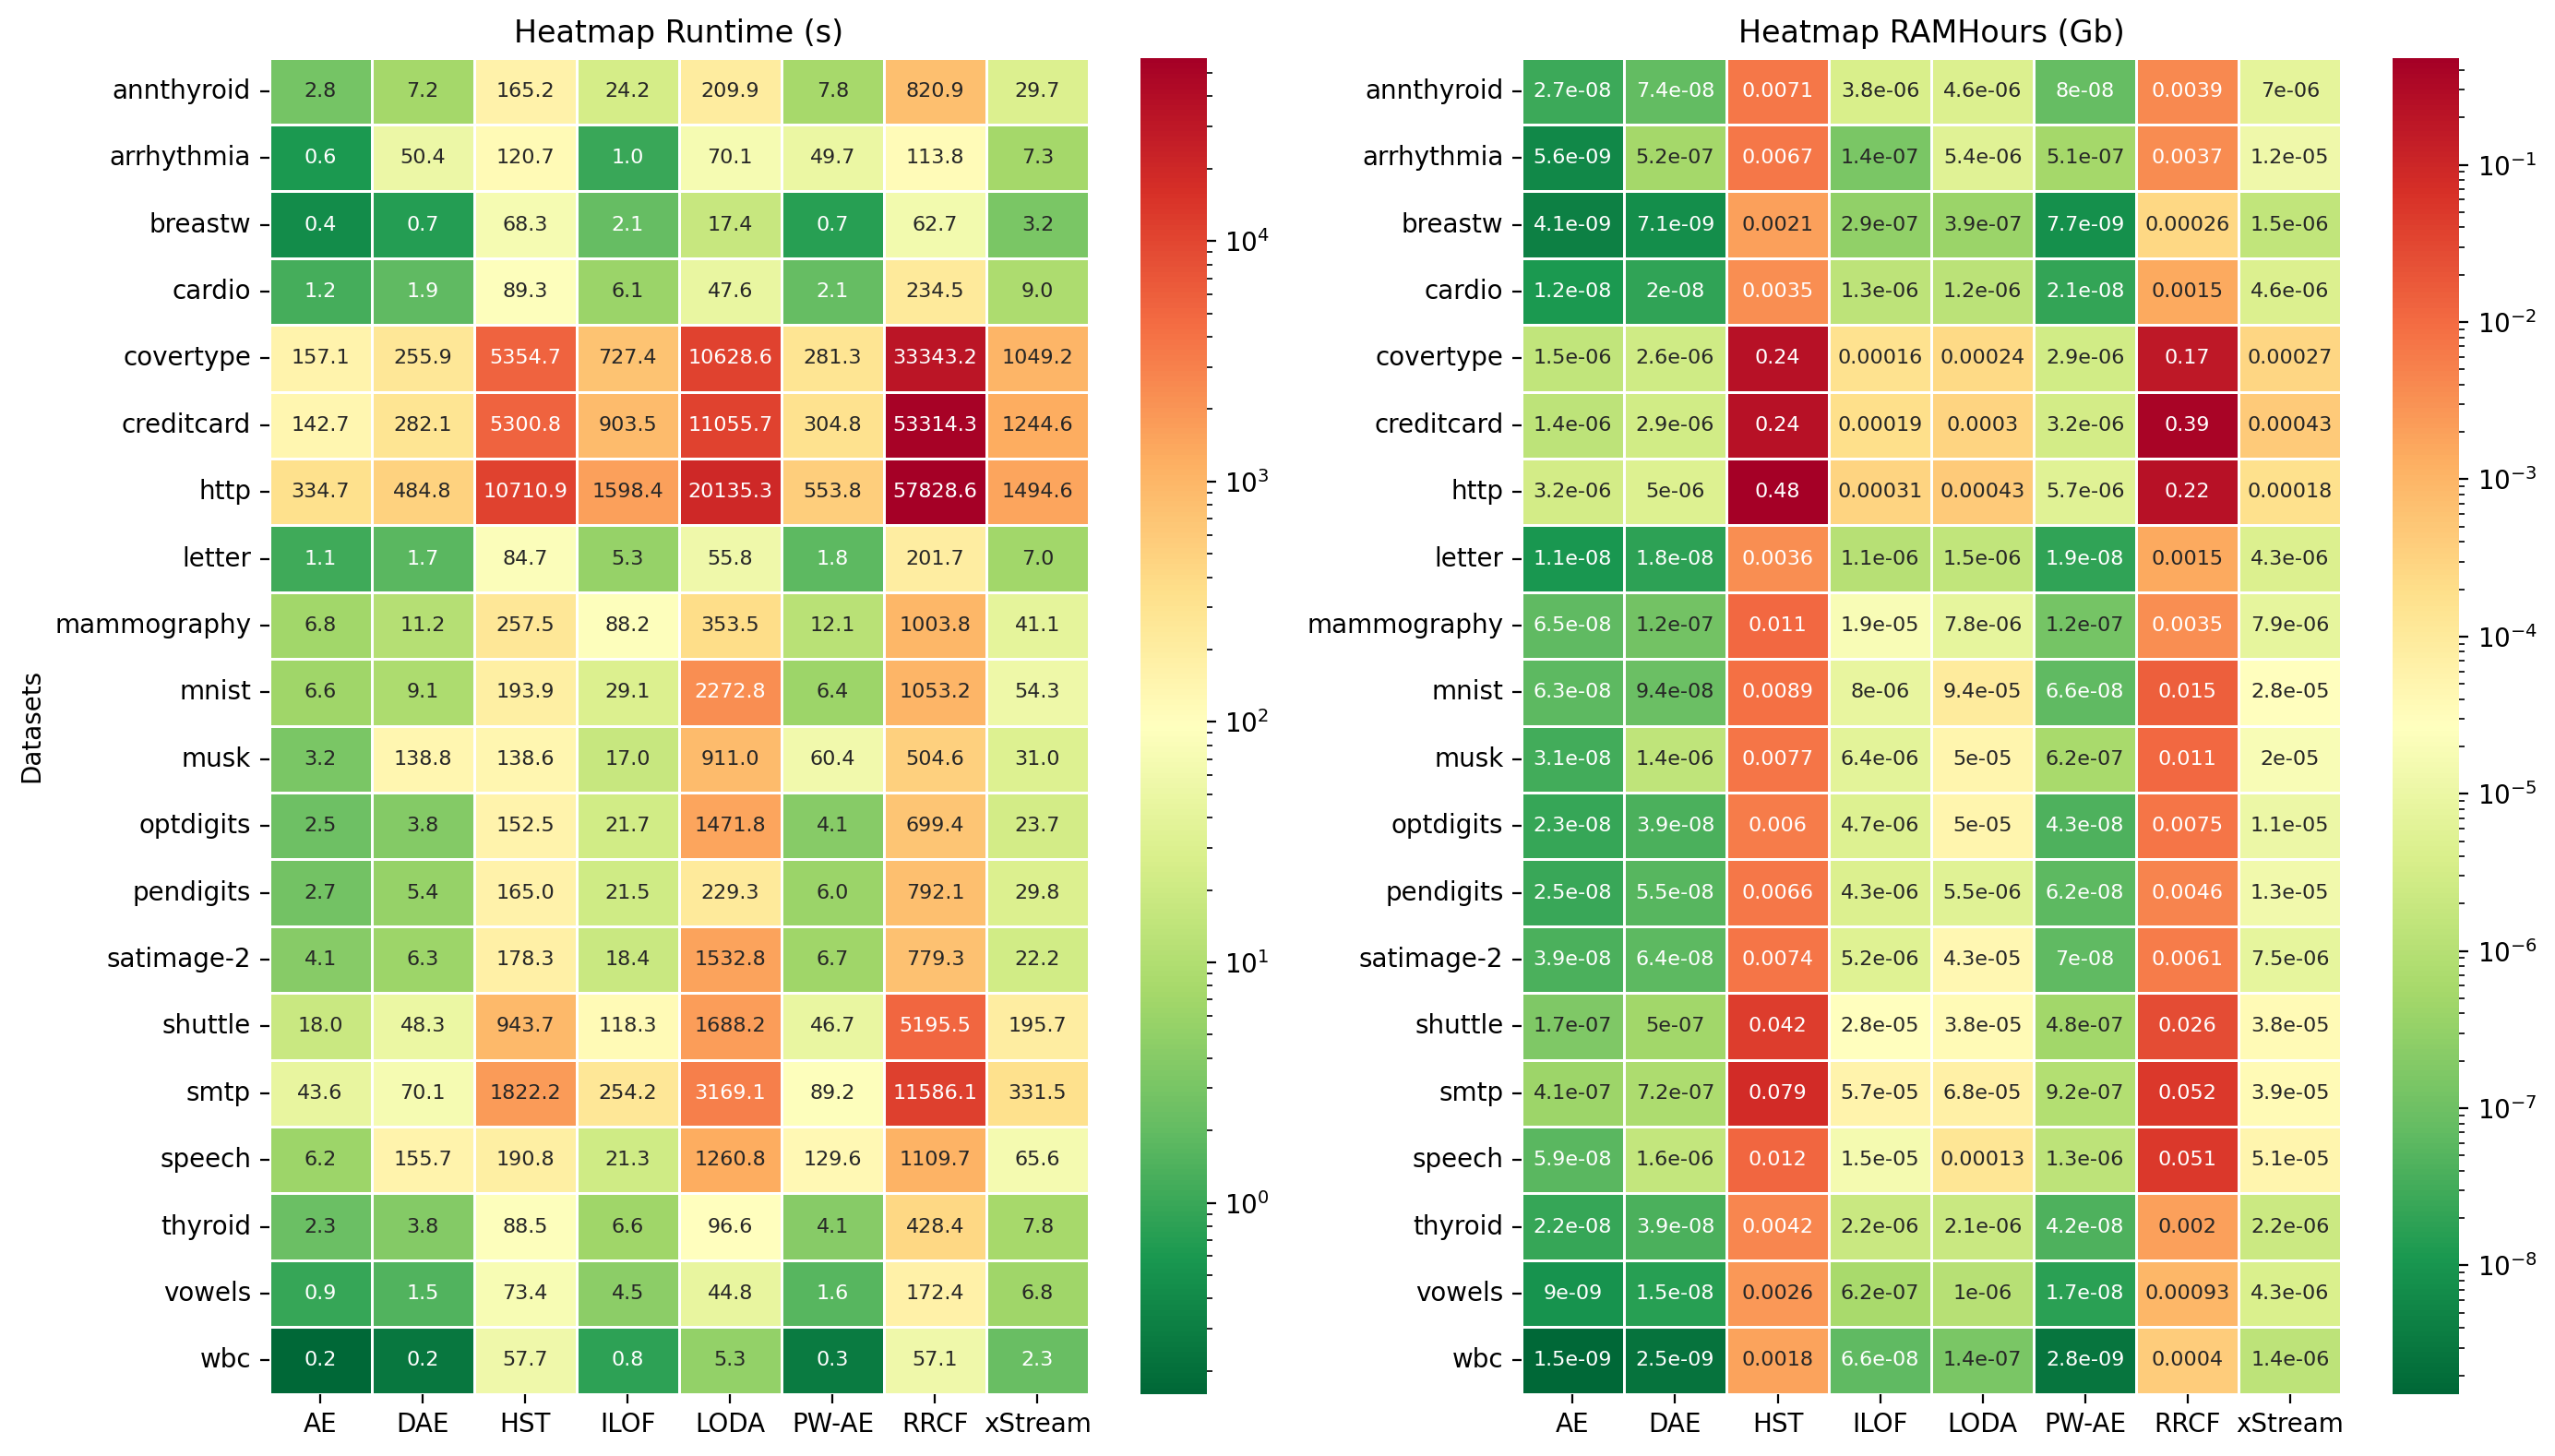 Heatmap Runtime (s)
annthyroid 2.8 7.2 165.2 24.2 209.9 7.8 820.9 29.7
arrhythmia 0.6 50.4 120.7 1.0 70.1 49.7 113.8 7.3
breastw 0.4 0.7 68.3 2.1 17.4 0.7 62.7 3.2
cardio 1.2 1.9 89.3 6.1 47.6 2.1 234.5 9.0
covertype 157.1 255.9 5354.7 727.4 10628.6 281.3 33343.2 1049.2
creditcard 142.7 282.1 5300.8 903.5 11055.7 304.8 53314.3 1244.6
http 334.7 484.8 10710.9 1598.4 20135.3 553.8 57828.6 1494.6
letter 1.1 1.7 84.7 5.3 55.8 1.8 201.7 7.0
mammography 6.8 11.2 257.5 88.2 353.5 12.1 1003.8 41.1
mnist 6.6 9.1 193.9 29.1 2272.8 6.4 1053.2 54.3
musk 3.2 138.8 138.6 17.0 911.0 60.4 504.6 31.0
optdigits 2.5 3.8 152.5 21.7 1471.8 4.1 699.4 23.7
pendigits 2.7 5.4 165.0 21.5 229.3 6.0 792.1 29.8
satimage-2 4.1 6.3 178.3 18.4 1532.8 6.7 779.3 22.2
shuttle 18.0 48.3 943.7 118.3 1688.2 46.7 5195.5 195.7
smtp 43.6 70.1 1822.2 254.2 3169.1 89.2 11586.1 331.5
speech 6.2 155.7 190.8 21.3 1260.8 129.6 1109.7 65.6
thyroid 2.3 3.8 88.5 6.6 96.6 4.1 428.4 7.8
vowels 0.9 1.5 73.4 4.5 44.8 1.6 172.4 6.8
wbc 0.2 0.2 57.7 0.8 5.3 0.3 57.1 2.3
AE DAE HST ILOF LODA PW-AE RRCF xStream
Datasets
10⁴
10³
10²
10¹
10⁰
Heatmap RAMHours (Gb)
annthyroid 2.7e-08 7.4e-08 0.0071 3.8e-06 4.6e-06 8e-08 0.0039 7e-06
arrhythmia 5.6e-09 5.2e-07 0.0067 1.4e-07 5.4e-06 5.1e-07 0.0037 1.2e-05
breastw 4.1e-09 7.1e-09 0.0021 2.9e-07 3.9e-07 7.7e-09 0.00026 1.5e-06
cardio 1.2e-08 2e-08 0.0035 1.3e-06 1.2e-06 2.1e-08 0.0015 4.6e-06
covertype 1.5e-06 2.6e-06 0.24 0.00016 0.00024 2.9e-06 0.17 0.00027
creditcard 1.4e-06 2.9e-06 0.24 0.00019 0.0003 3.2e-06 0.39 0.00043
http 3.2e-06 5e-06 0.48 0.00031 0.00043 5.7e-06 0.22 0.00018
letter 1.1e-08 1.8e-08 0.0036 1.1e-06 1.5e-06 1.9e-08 0.0015 4.3e-06
mammography 6.5e-08 1.2e-07 0.011 1.9e-05 7.8e-06 1.2e-07 0.0035 7.9e-06
mnist 6.3e-08 9.4e-08 0.0089 8e-06 9.4e-05 6.6e-08 0.015 2.8e-05
musk 3.1e-08 1.4e-06 0.0077 6.4e-06 5e-05 6.2e-07 0.011 2e-05
optdigits 2.3e-08 3.9e-08 0.006 4.7e-06 5e-05 4.3e-08 0.0075 1.1e-05
pendigits 2.5e-08 5.5e-08 0.0066 4.3e-06 5.5e-06 6.2e-08 0.0046 1.3e-05
satimage-2 3.9e-08 6.4e-08 0.0074 5.2e-06 4.3e-05 7e-08 0.0061 7.5e-06
shuttle 1.7e-07 5e-07 0.042 2.8e-05 3.8e-05 4.8e-07 0.026 3.8e-05
smtp 4.1e-07 7.2e-07 0.079 5.7e-05 6.8e-05 9.2e-07 0.052 3.9e-05
speech 5.9e-08 1.6e-06 0.012 1.5e-05 0.00013 1.3e-06 0.051 5.1e-05
thyroid 2.2e-08 3.9e-08 0.0042 2.2e-06 2.1e-06 4.2e-08 0.002 2.2e-06
vowels 9e-09 1.5e-08 0.0026 6.2e-07 1e-06 1.7e-08 0.00093 4.3e-06
wbc 1.5e-09 2.5e-09 0.0018 6.6e-08 1.4e-07 2.8e-09 0.0004 1.4e-06
AE DAE HST ILOF LODA PW-AE RRCF xStream
10⁻¹
10⁻²
10⁻³
10⁻⁴
10⁻⁵
10⁻⁶
10⁻⁷
10⁻⁸